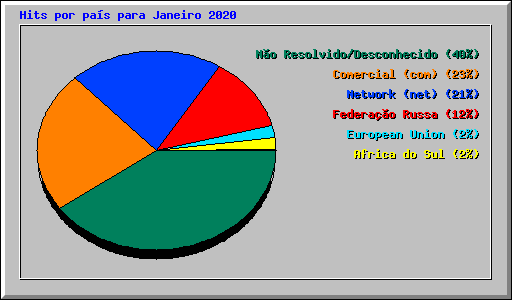 Hits por país para Janeiro 2020
Não Resolvido/Desconhecido (40%)
Comercial (com) (23%)
Network (net) (21%)
Federação Russa (12%)
European Union (2%)
Africa do Sul (2%)